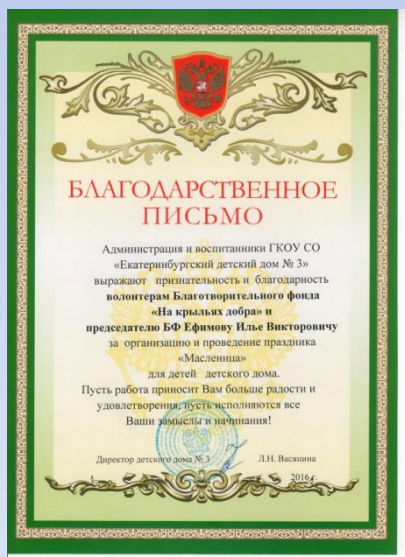 БЛАГОДАРСТВЕННОЕ
ПИСЬМО
Администрация и воспитанники ГКОУ СО
«Екатеринбургский детский дом № 3»
выражают признательность и благодарность
волонтерам Благотворительного фонда
«На крыльях добра» и
председателю БФ Ефимову Илье Викторовичу
за организацию и проведение праздника
«Масленица»
для детей детского дома.
Пусть работа приносит Вам больше радости и
удовлетворения, пусть исполняются все
Ваши замыслы и начинания!
Директор детского дома № 3 Л.Н. Васянина
2016 г.